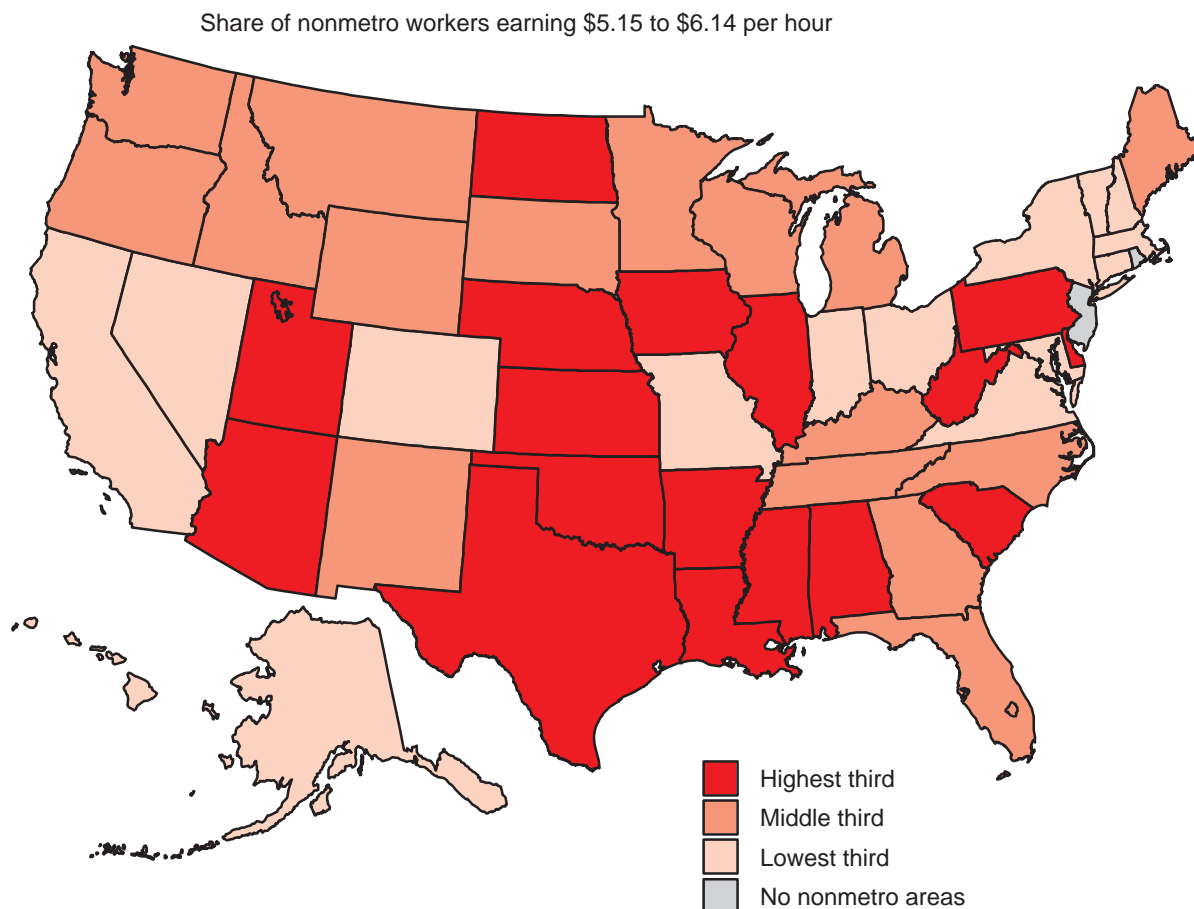 Share of nonmetro workers earning $5.15 to $6.14 per hour
Highest third
Middle third
Lowest third
No nonmetro areas